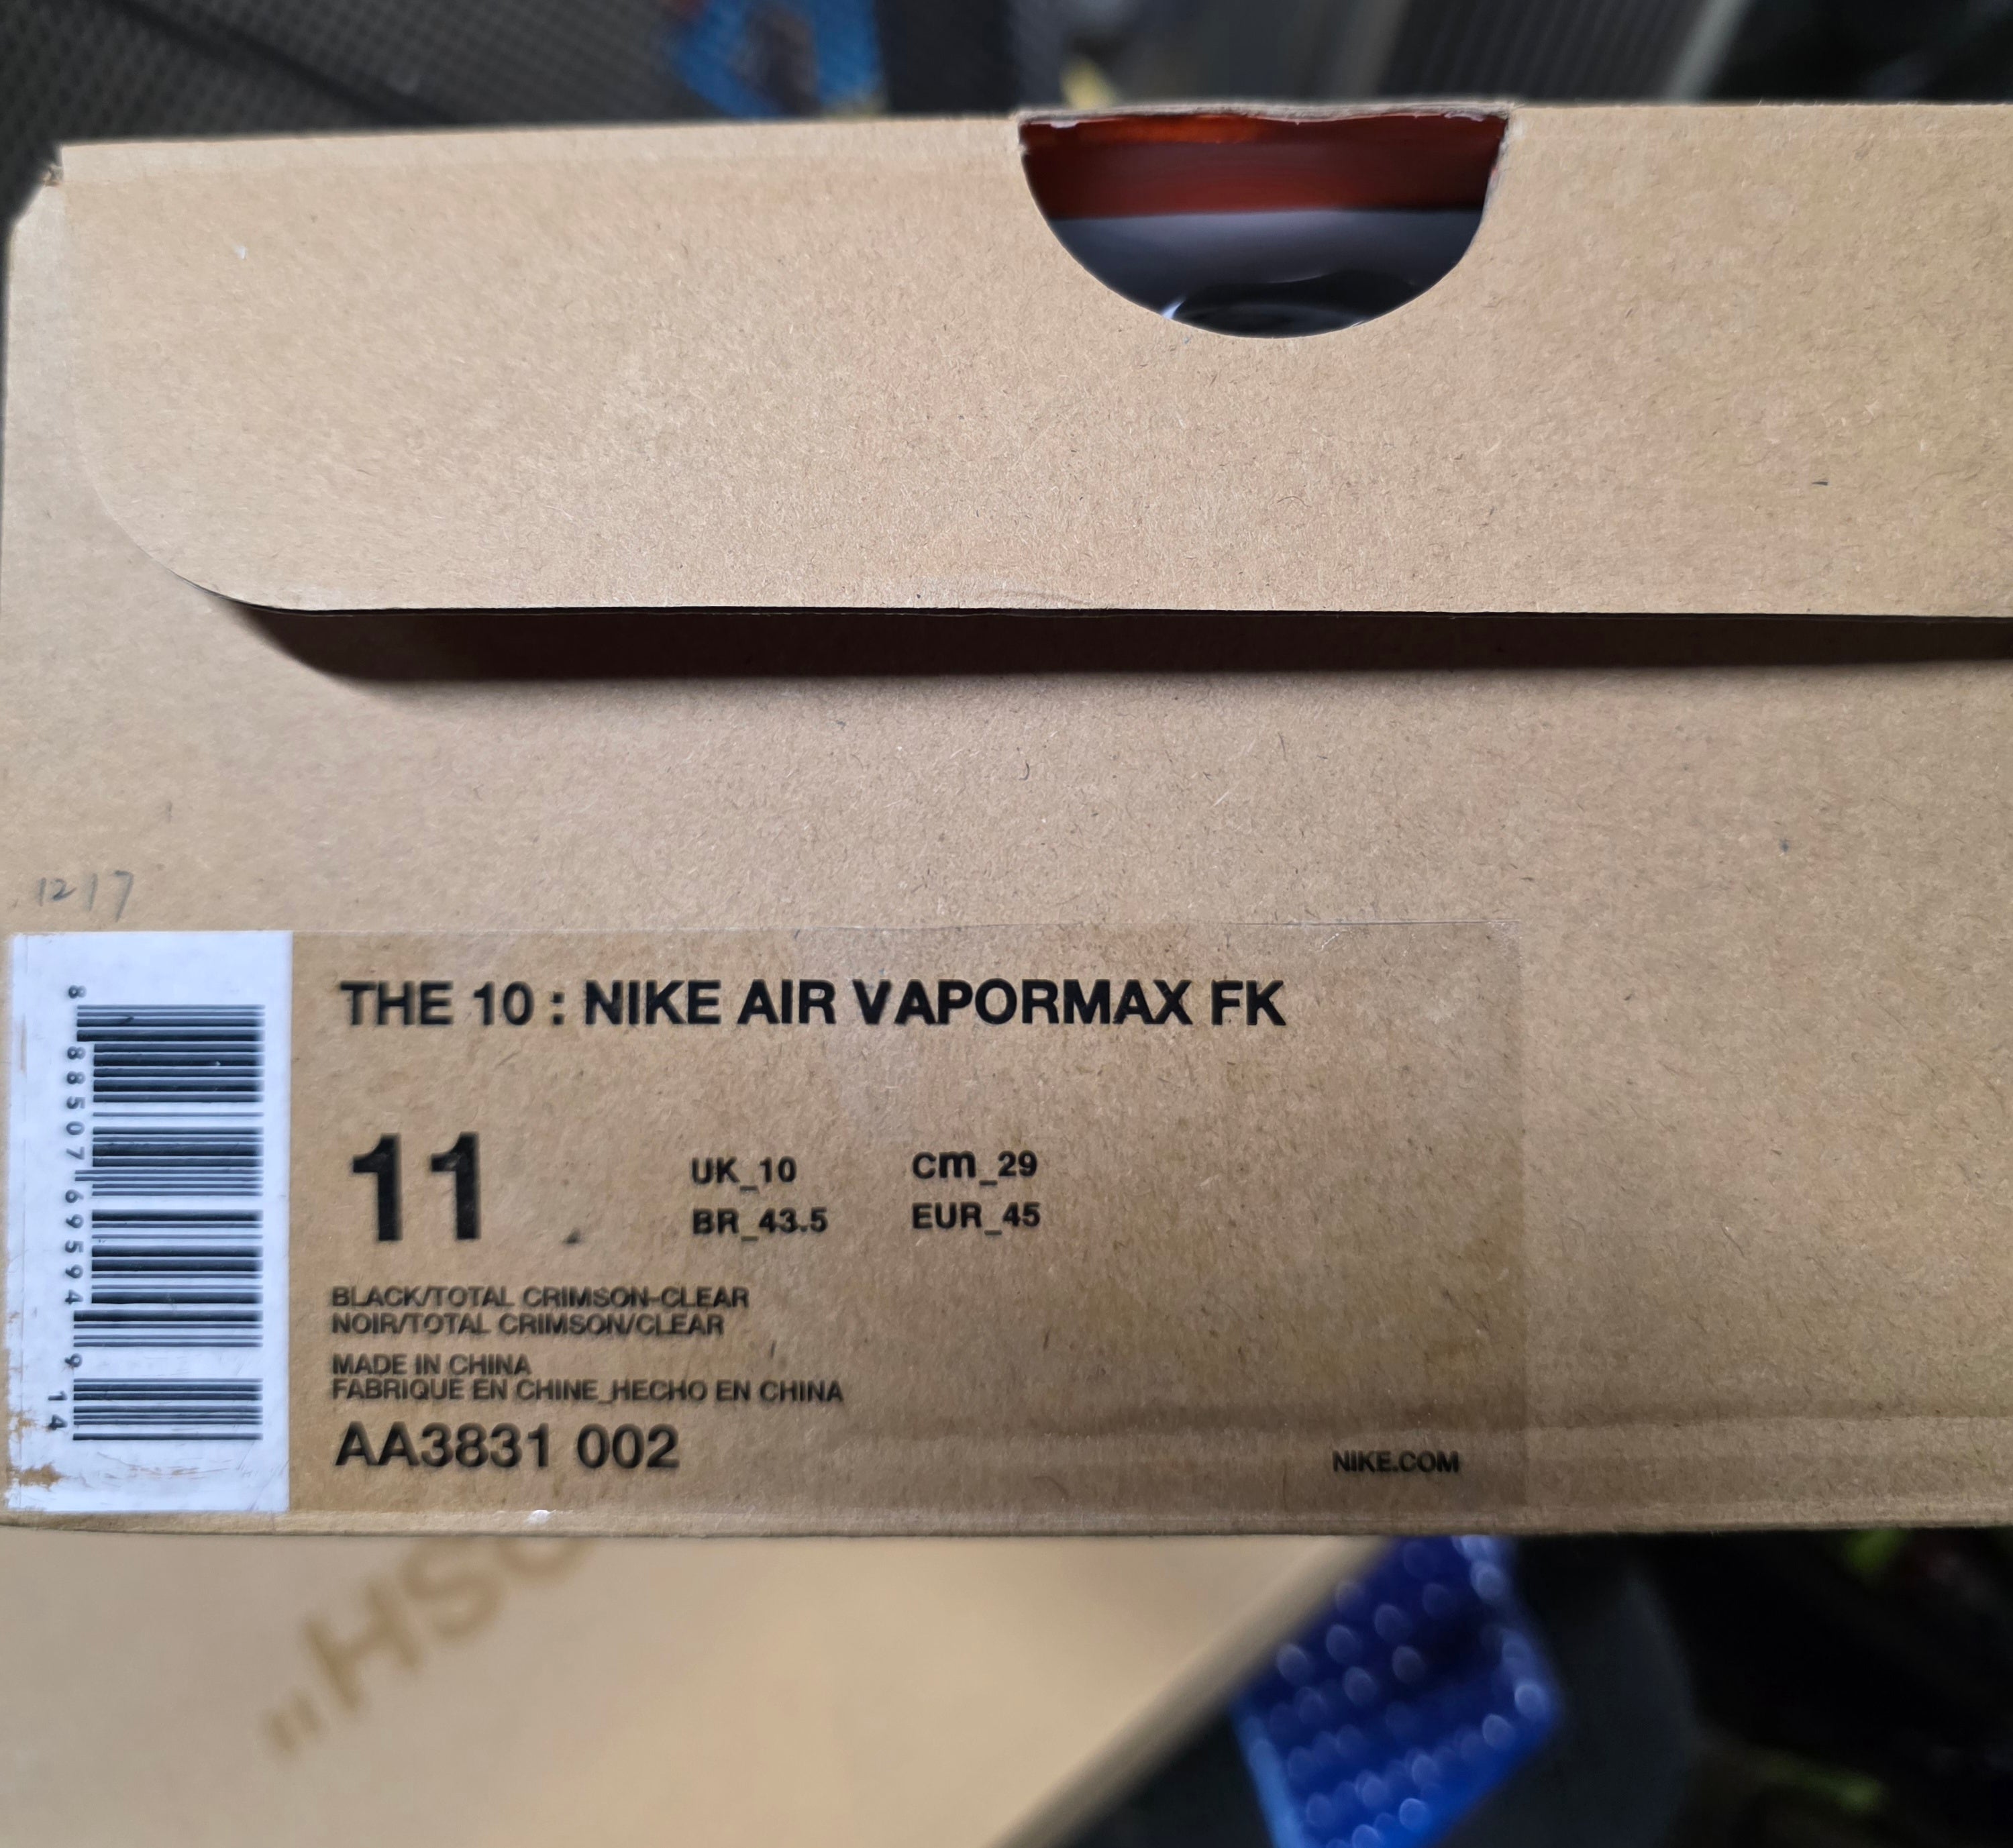 1217
8 88507 69594 9 14
THE 10 : NIKE AIR VAPORMAX FK
11
UK_10 cm_29
BR_43.5 EUR_45
BLACK/TOTAL CRIMSON-CLEAR
NOIR/TOTAL CRIMSON/CLEAR
MADE IN CHINA
FABRIQUE EN CHINE_HECHO EN CHINA
AA3831 002
NIKE.COM